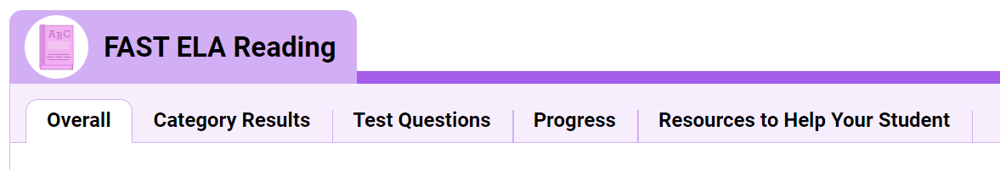 ABC
FAST ELA Reading
Overall
Category Results
Test Questions
Progress
Resources to Help Your Student